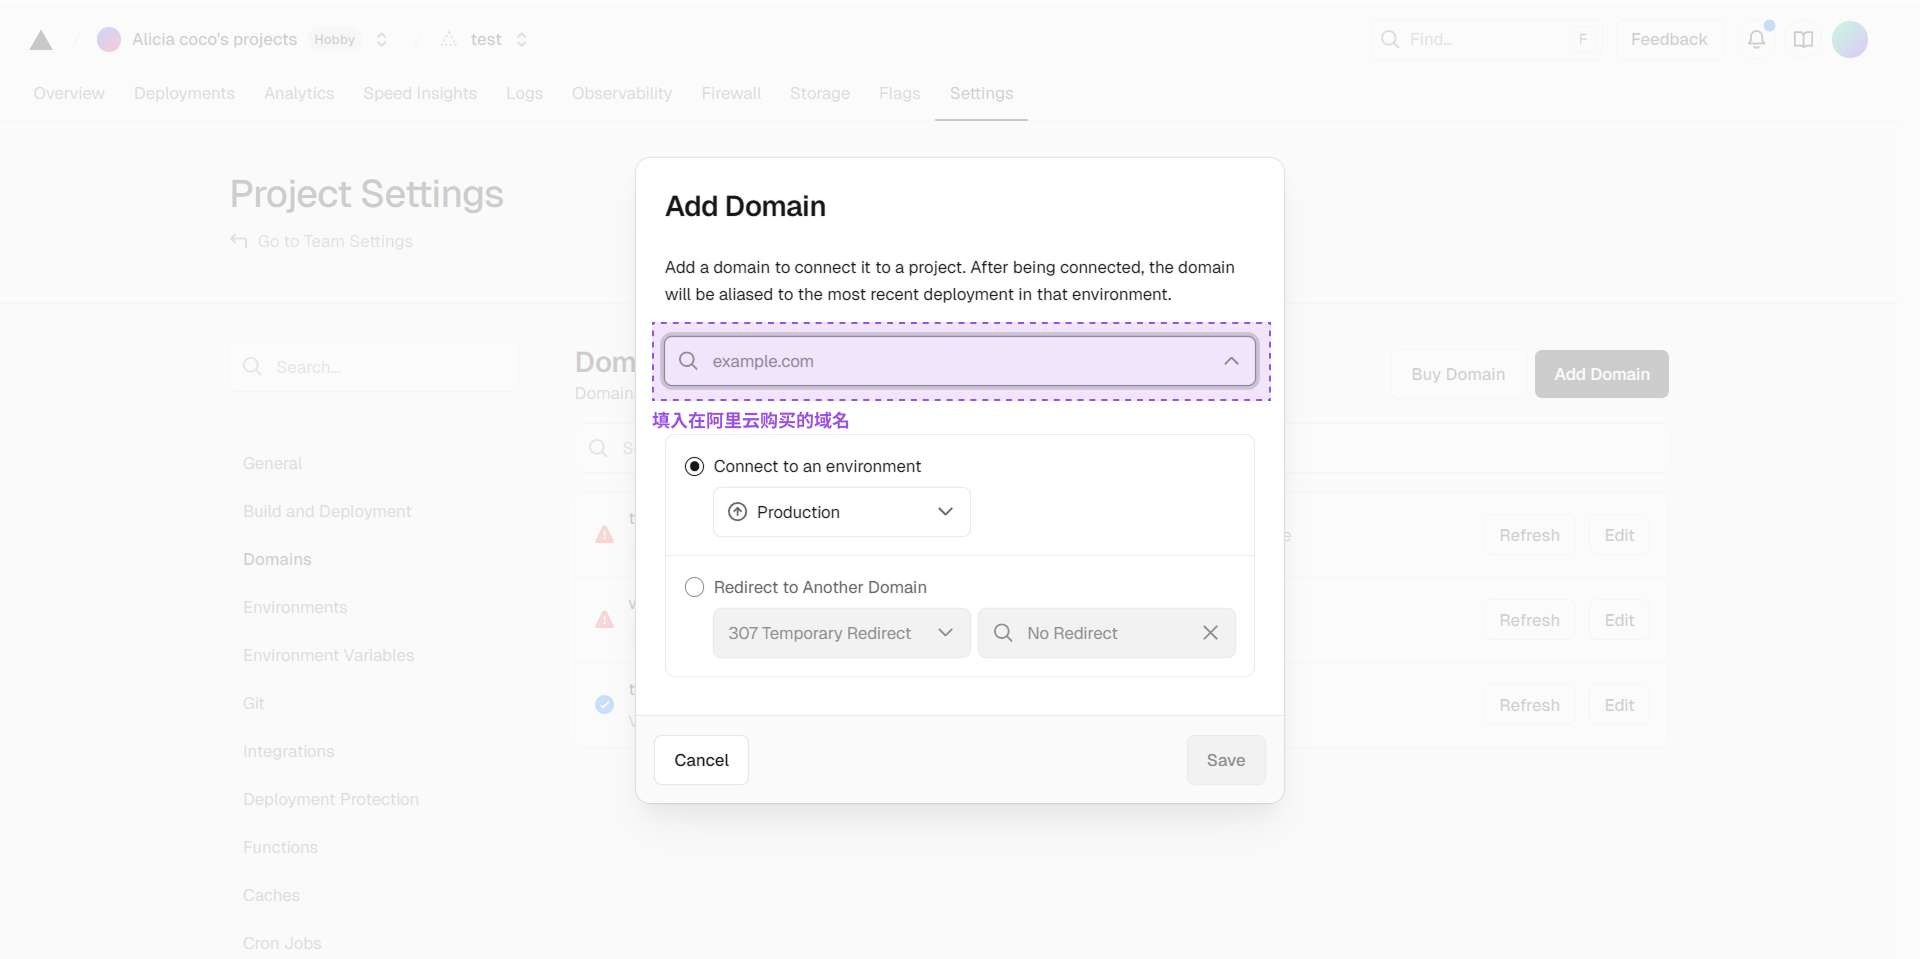 Alicia coco's projects Hobby test Find... F Feedback
Overview Deployments Analytics Speed Insights Logs Observability Firewall Storage Flags Settings
Project Settings
Go to Team Settings
Search...
General
Build and Deployment
Domains
Environments
Environment Variables
Git
Integrations
Deployment Protection
Functions
Caches
Cron Jobs
Buy Domain Add Domain
Refresh Edit
Refresh Edit
Refresh Edit
Add Domain
Add a domain to connect it to a project. After being connected, the domain
will be aliased to the most recent deployment in that environment.
example.com
填入在阿里云购买的域名
Connect to an environment
Production
Redirect to Another Domain
307 Temporary Redirect No Redirect
Cancel Save